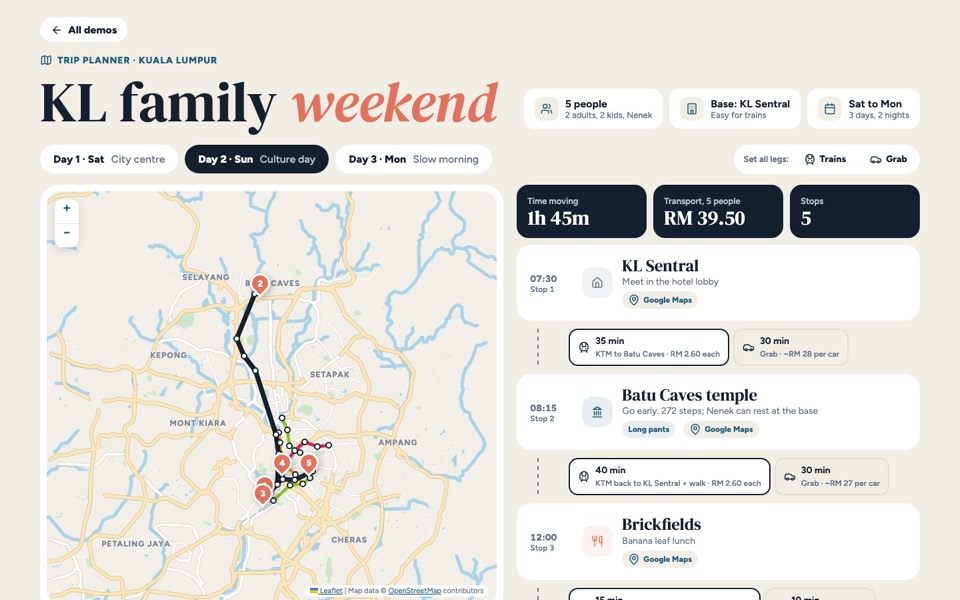 All demos
TRIP PLANNER · KUALA LUMPUR
KL family weekend
5 people
2 adults, 2 kids, Nenek
Base: KL Sentral
Easy for trains
Sat to Mon
3 days, 2 nights
Day 1 · Sat City centre
Day 2 · Sun Culture day
Day 3 · Mon Slow morning
Set all legs:
Trains
Grab
+
−
SELAYANG
CAVES
2
KEPONG
SETAPAK
MONT KIARA
AMPANG
4
5
3
PETALING JAYA
CHERAS
Leaflet | Map data © OpenStreetMap contributors
Time moving
1h 45m
Transport, 5 people
RM 39.50
Stops
5
07:30
Stop 1
KL Sentral
Meet in the hotel lobby
Google Maps
35 min
KTM to Batu Caves · RM 2.60 each
30 min
Grab · ~RM 28 per car
08:15
Stop 2
Batu Caves temple
Go early. 272 steps; Nenek can rest at the base
Long pants
Google Maps
40 min
KTM back to KL Sentral + walk · RM 2.60 each
30 min
Grab · ~RM 27 per car
12:00
Stop 3
Brickfields
Banana leaf lunch
Google Maps
15 min
10 min